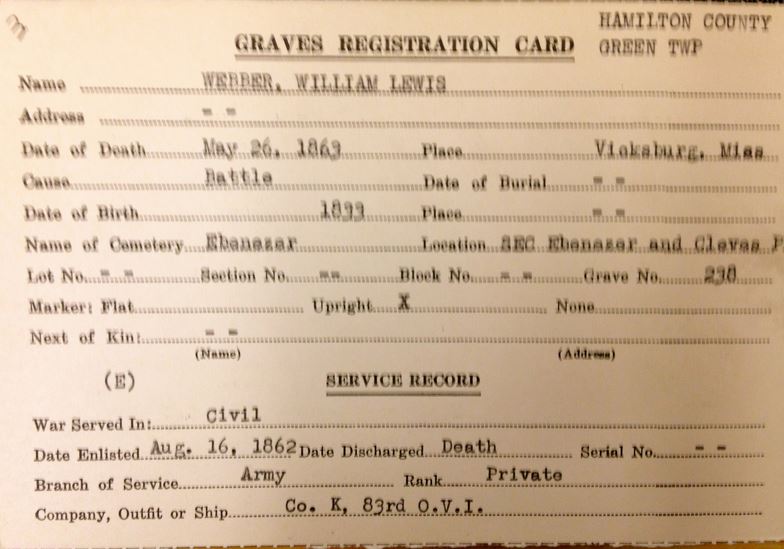 HAMILTON COUNTY
GRAVES REGISTRATION CARD GREEN TWP
Name WEBBER, WILLIAM LEWIS
Address - -
Date of Death May 26, 1863 Place Vicksburg, Miss
Cause Battle Date of Burial - -
Date of Birth 1833 Place - -
Name of Cemetery Ebenezer Location SEC Ebenezer and Cleves
Lot No. - - Section No. -- Block No. - - Grave No. 238
Marker: Flat Upright X None
Next of Kin: - -
(Name) (Address)
(E) SERVICE RECORD
War Served In: Civil
Date Enlisted Aug. 16, 1862 Date Discharged Death Serial No. - -
Branch of Service Army Rank Private
Company, Outfit or Ship Co. K, 83rd O.V.I.